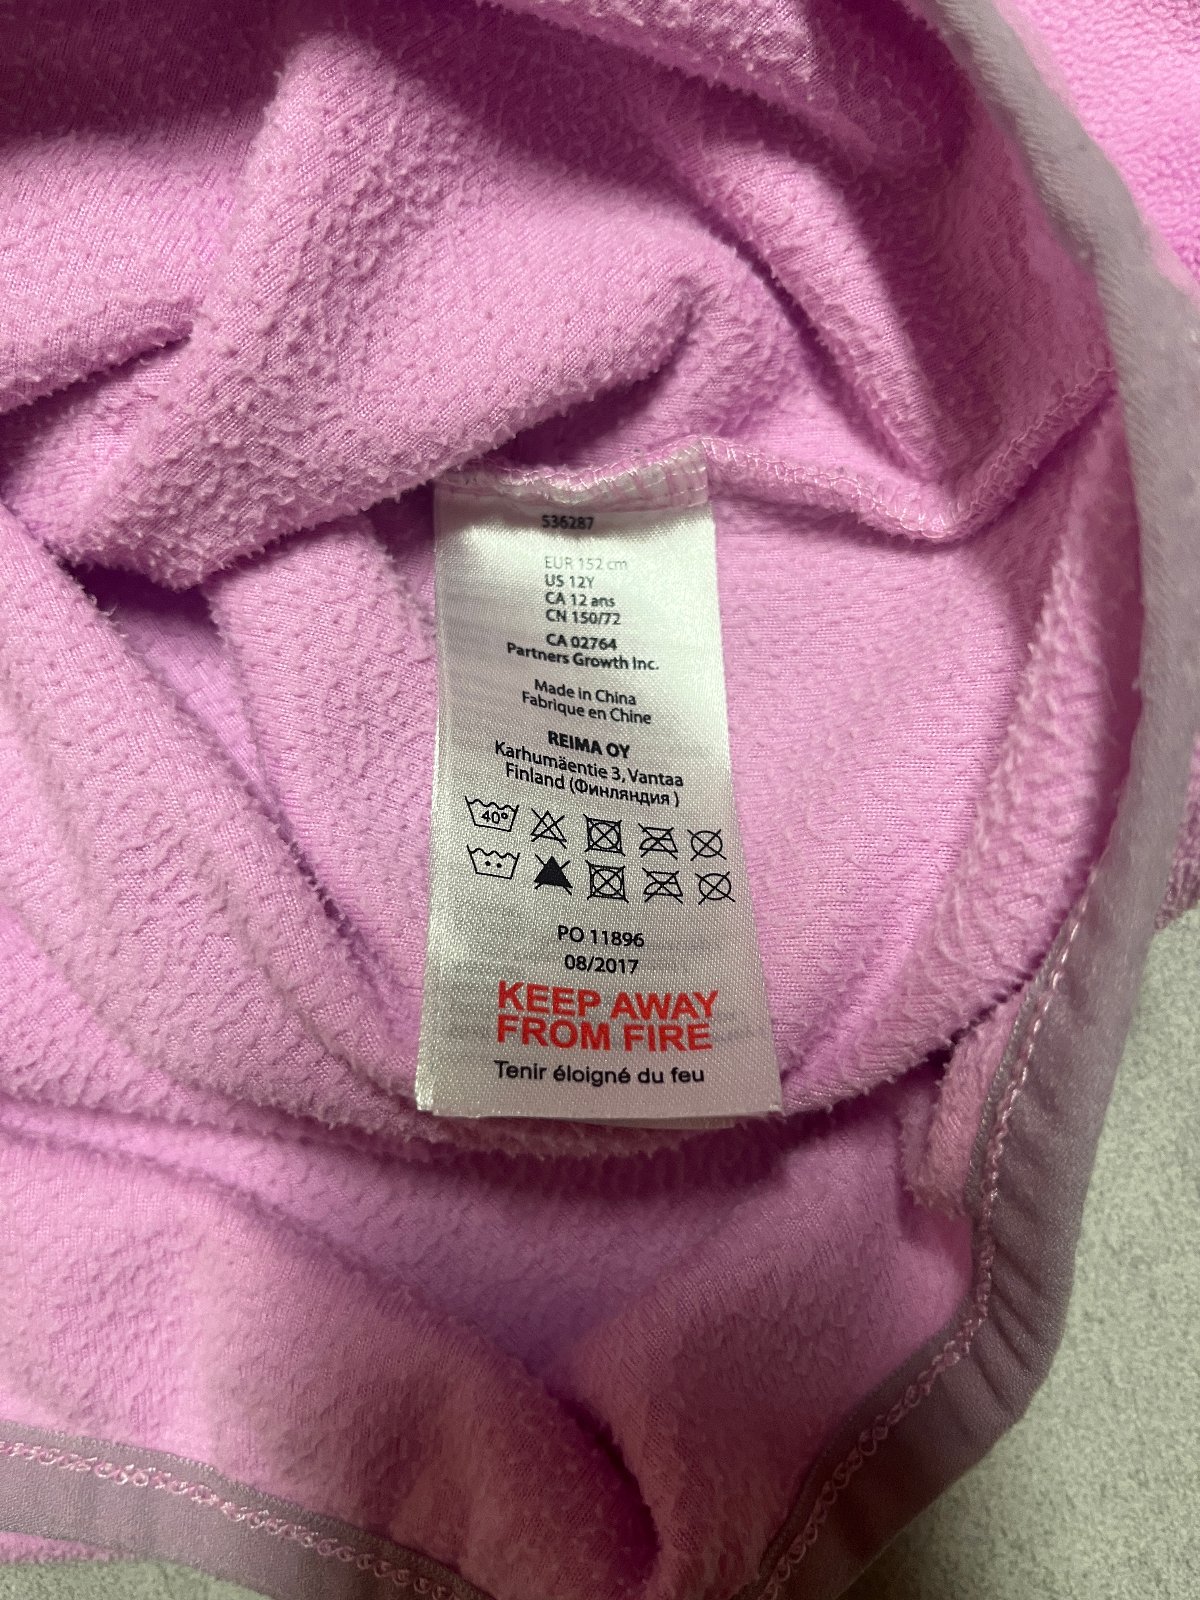 536287
EUR 152 cm
US 12Y
CA 12 ans
CN 150/72
CA 02764
Partners Growth Inc.
Made in China
Fabrique en Chine
REIMA OY
Karhumäentie 3, Vantaa
Finland (Финляндия )
40°
PO 11896
08/2017
KEEP AWAY
FROM FIRE
Tenir éloigné du feu